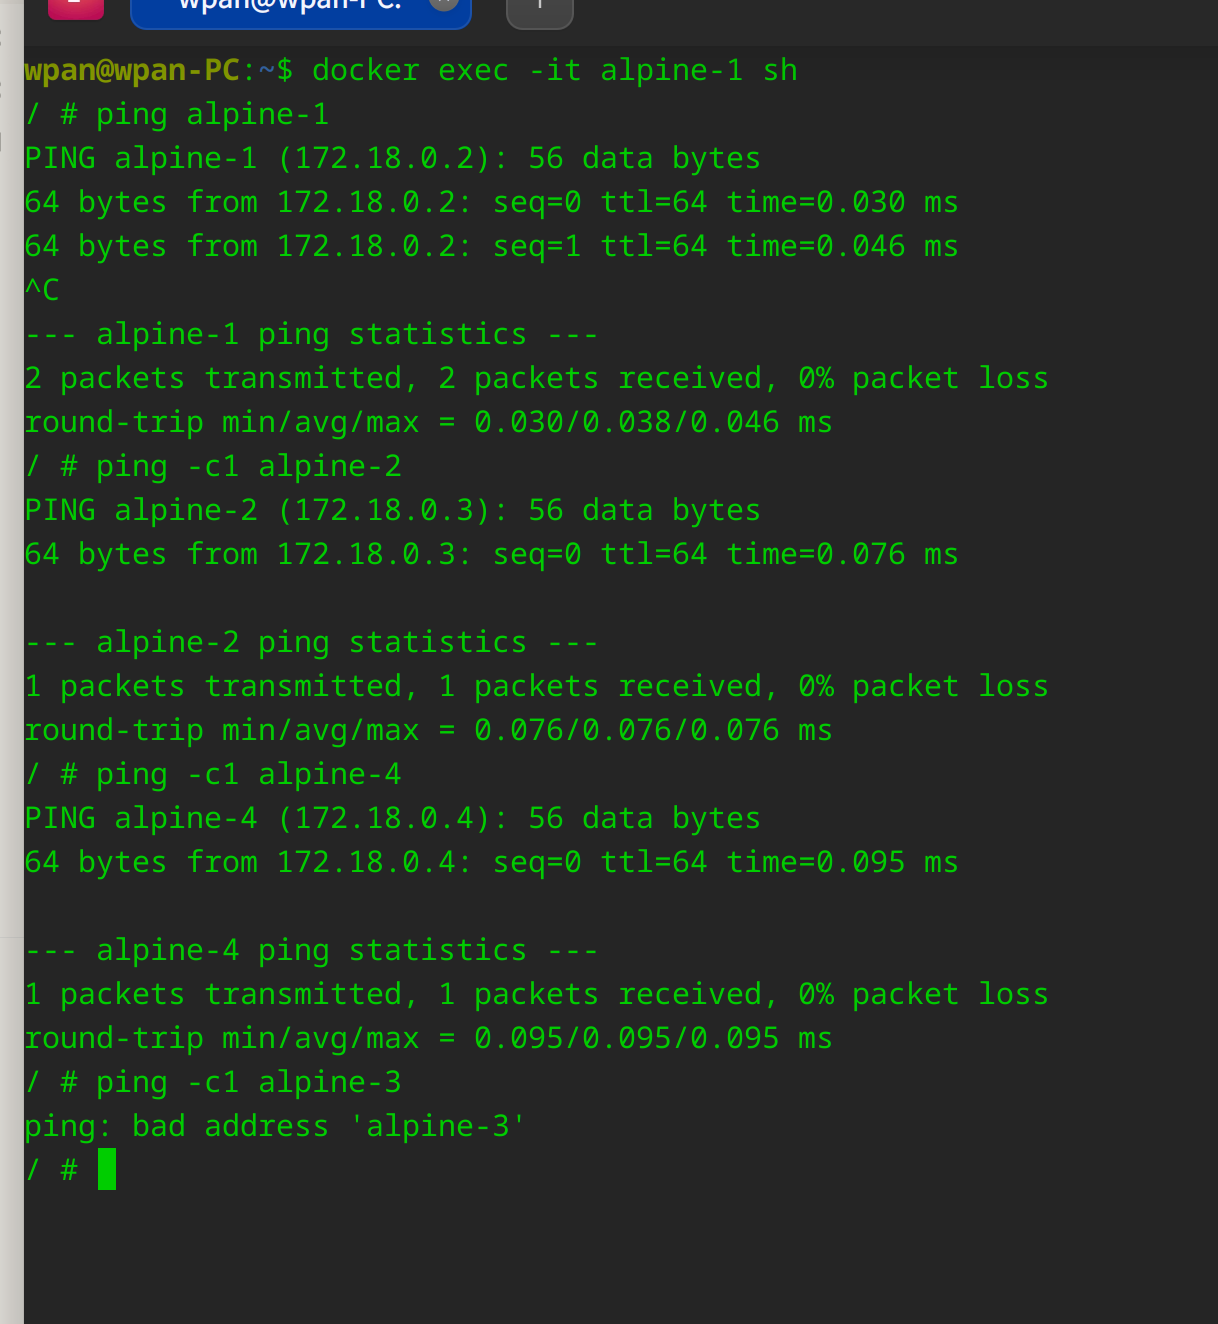 wpan@wpan-PC:
wpan@wpan-PC:~$ docker exec -it alpine-1 sh
/ # ping alpine-1
PING alpine-1 (172.18.0.2): 56 data bytes
64 bytes from 172.18.0.2: seq=0 ttl=64 time=0.030 ms
64 bytes from 172.18.0.2: seq=1 ttl=64 time=0.046 ms
^C
--- alpine-1 ping statistics ---
2 packets transmitted, 2 packets received, 0% packet loss
round-trip min/avg/max = 0.030/0.038/0.046 ms
/ # ping -c1 alpine-2
PING alpine-2 (172.18.0.3): 56 data bytes
64 bytes from 172.18.0.3: seq=0 ttl=64 time=0.076 ms
--- alpine-2 ping statistics ---
1 packets transmitted, 1 packets received, 0% packet loss
round-trip min/avg/max = 0.076/0.076/0.076 ms
/ # ping -c1 alpine-4
PING alpine-4 (172.18.0.4): 56 data bytes
64 bytes from 172.18.0.4: seq=0 ttl=64 time=0.095 ms
--- alpine-4 ping statistics ---
1 packets transmitted, 1 packets received, 0% packet loss
round-trip min/avg/max = 0.095/0.095/0.095 ms
/ # ping -c1 alpine-3
ping: bad address 'alpine-3'
/ #